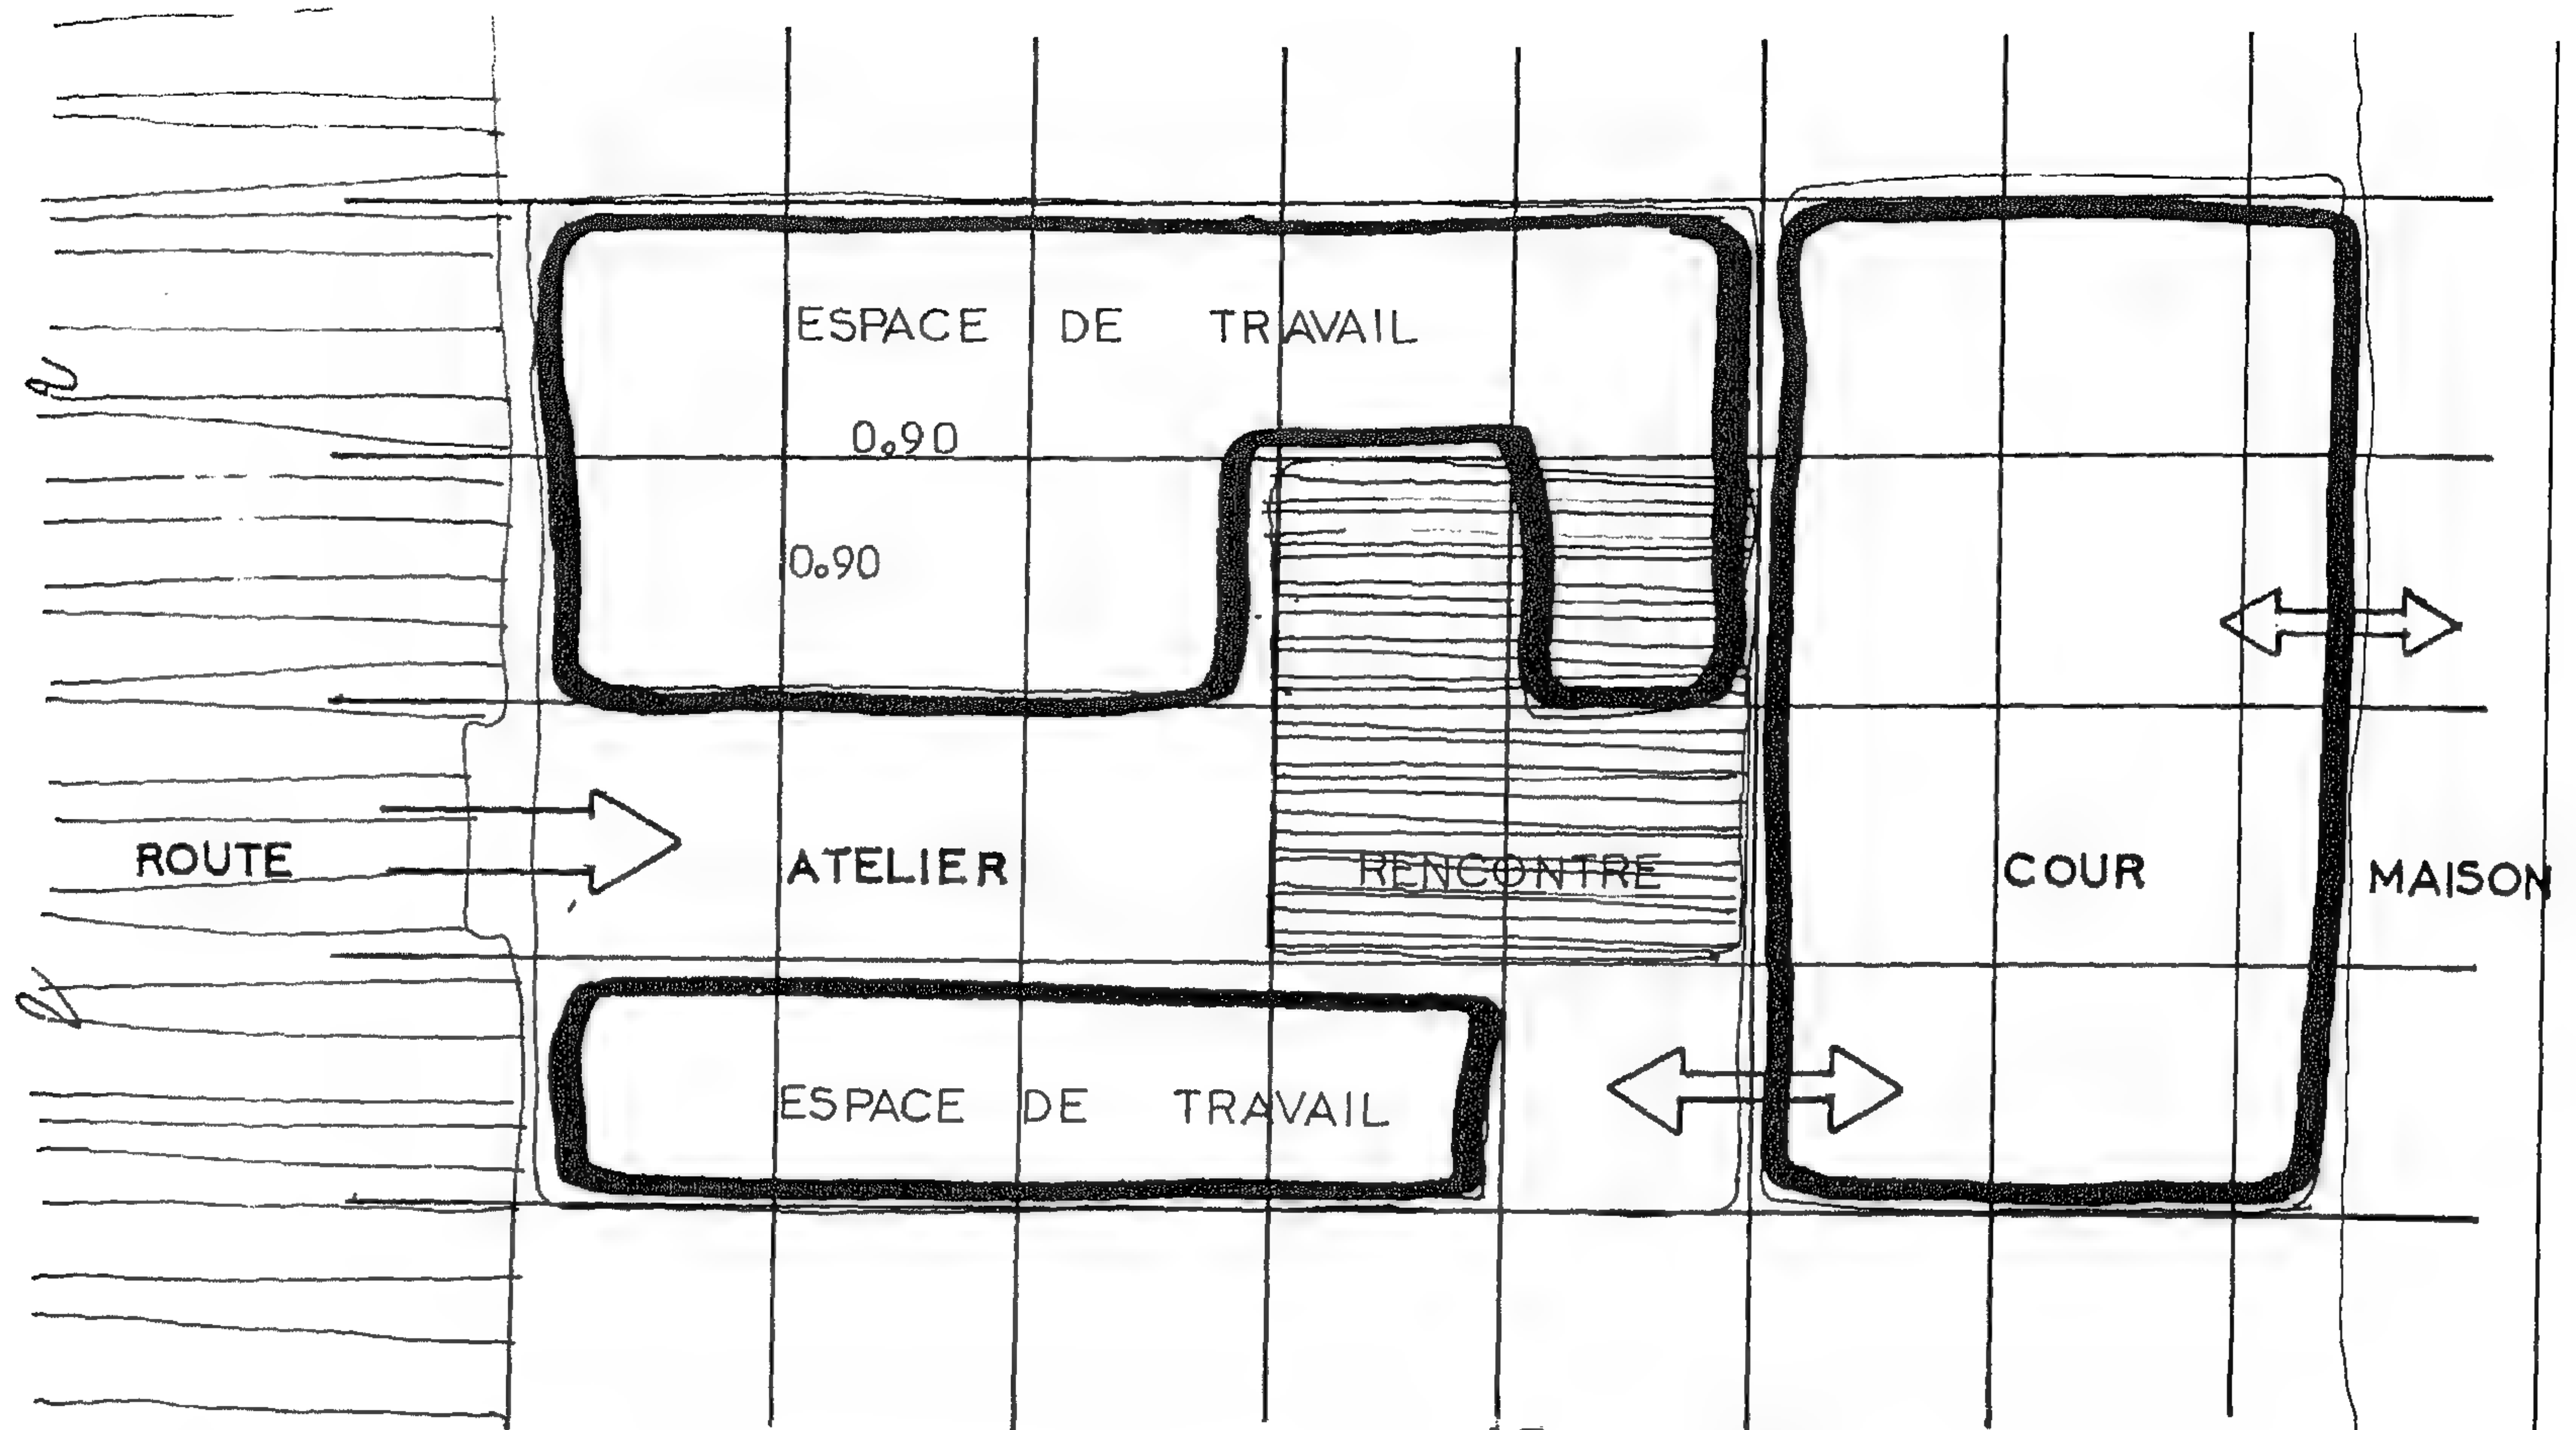 ESPACE DE TRAVAIL
0.90
0.90
ROUTE
ATELIER
RENCONTRE
COUR
MAISON
ESPACE DE TRAVAIL